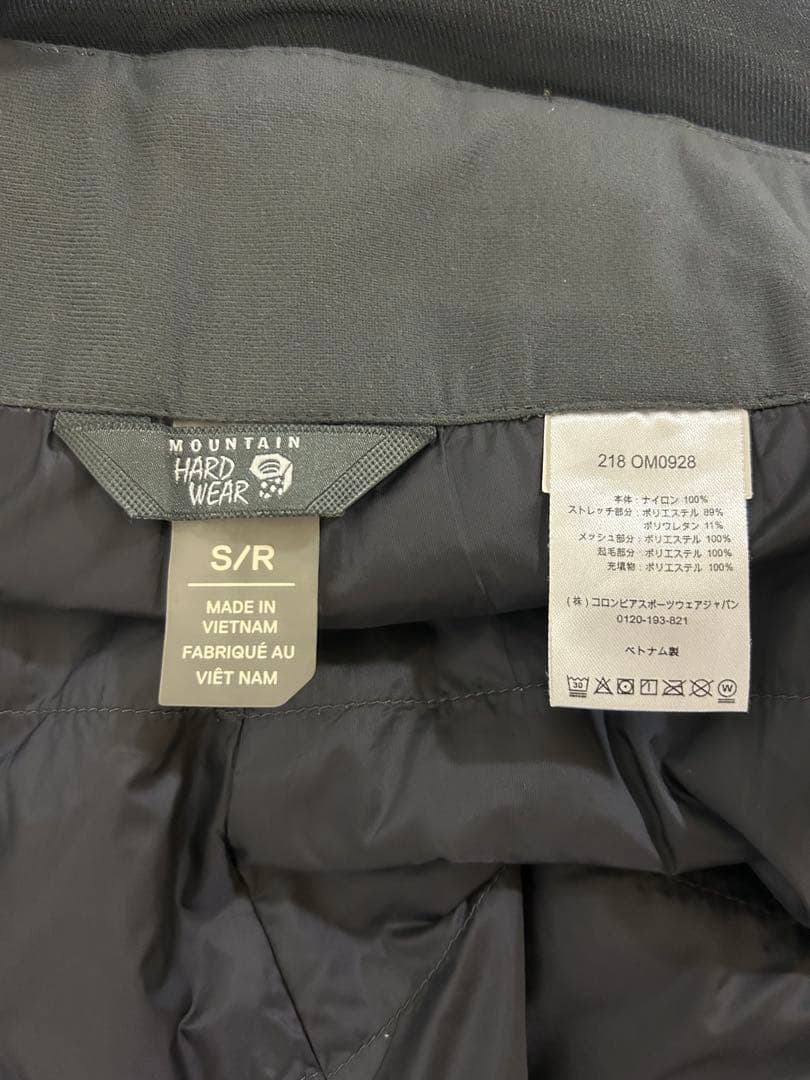 MOUNTAIN
HARD
WEAR
S/R
MADE IN
VIETNAM
FABRIQUÉ AU
VIÊT NAM
218 OM0928
本体 : ナイロン 100%
ストレッチ部分 : ポリエステル 89%
ポリウレタン 11%
メッシュ部分 : ポリエステル 100%
起毛部分 : ポリエステル 100%
充填物 : ポリエステル 100%
(株) コロンビアスポーツウェアジャパン
0120-193-821
ベトナム製
30
W